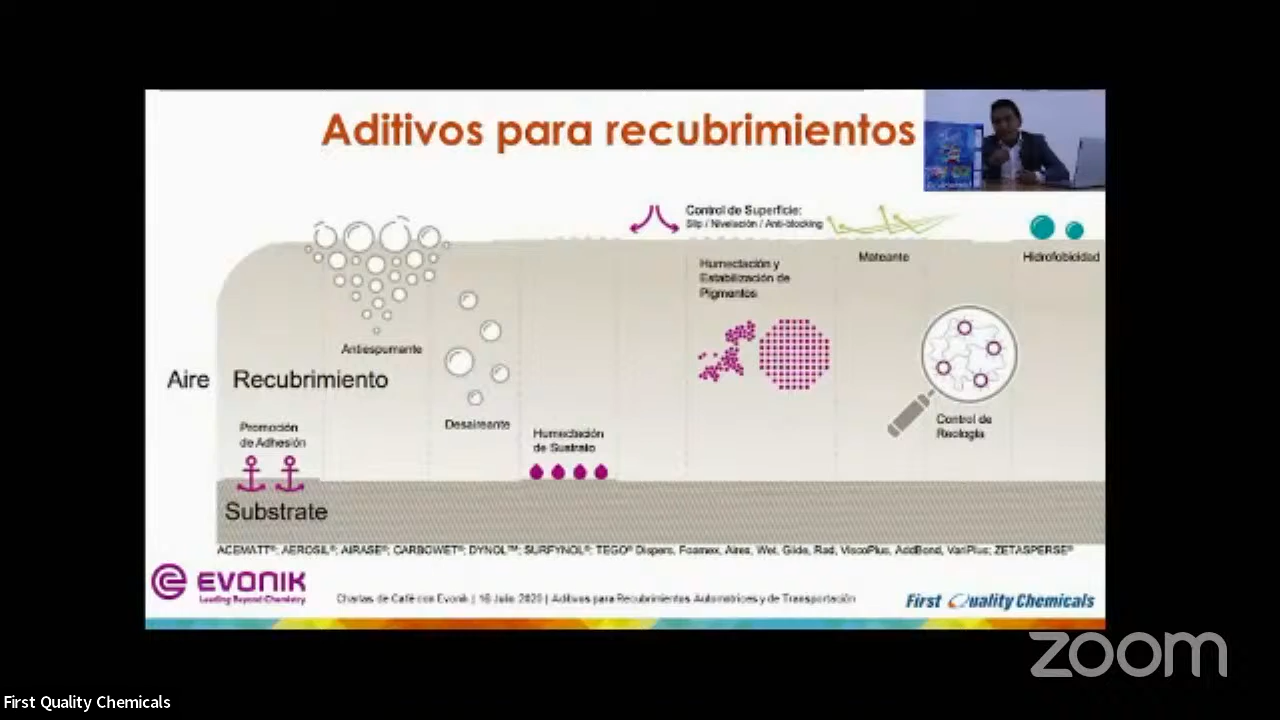 Aditivos para recubrimientos
Control de Superficie:
Slip / Nivelación / Anti-blocking
Humectación y
Estabilización de
Pigmentos
Mateante
Hidrofobicidad
Antiespumante
Aire
Recubrimiento
Desaireante
Promoción
de Adhesión
Humectación
de Sustrato
Control de
Reología
Substrate
ACEMATT®; AEROSIL®; AIRASE®; CARBOWET®; DYNOL™; SURFYNOL®; TEGO® Dispers, Foamex, Airex, Wet, Glide, Rad, ViscoPlus, AddBond, VariPlus; ZETASPERSE®
EVONIK
Leading Beyond Chemistry
Charlas de Café con Evonik | 16 Julio 2020 | Aditivos para Recubrimientos Automotrices y de Transportación
First Quality Chemicals
zoom
First Quality Chemicals